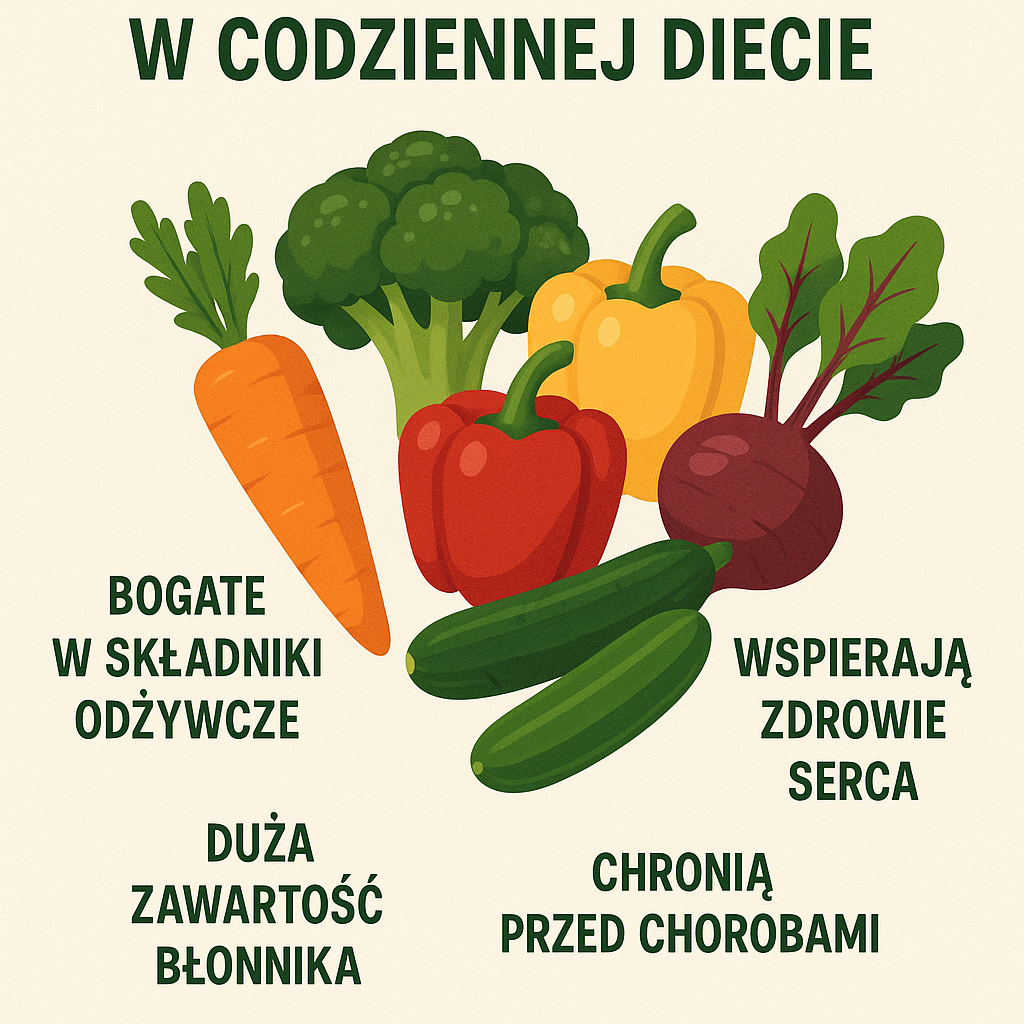 W CODZIENNEJ DIECIE
BOGATE
W SKŁADNIKI
ODŻYWCZE
WSPIERAJĄ
ZDROWIE
SERCA
DUŻA
ZAWARTOŚĆ
BŁONNIKA
CHRONIĄ
PRZED CHOROBAMI